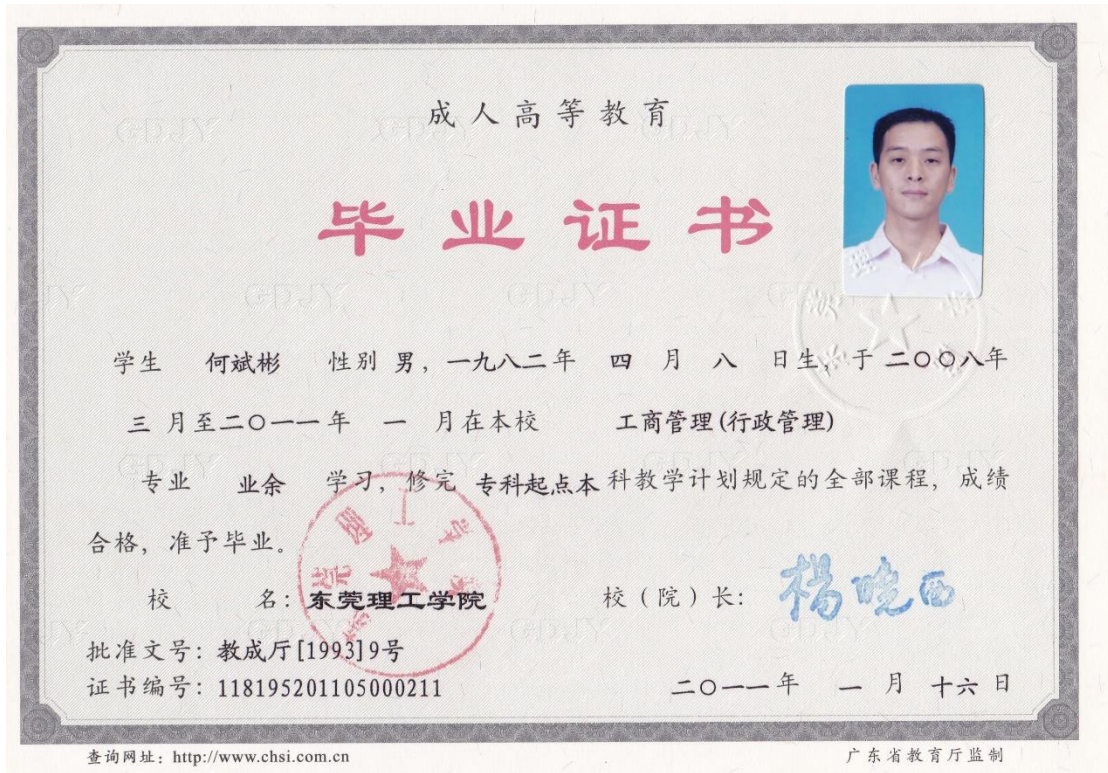 成人高等教育
毕业证书
学生 何斌彬 性别 男，一九八二年 四 月 八 日生，于 二〇〇八年
三 月至二〇一一年 一 月在本校 工商管理(行政管理)
专业 业余 学习，修完 专科起点本 科教学计划规定的全部课程，成绩
合格，准予毕业。
校 名：东莞理工学院
校（院）长：杨晓西
批准文号：教成厅[1993]9号
证书编号：118195201105000211
二〇一一年 一 月 十六 日
查询网址：http://www.chsi.com.cn
广东省教育厅监制
GDJY